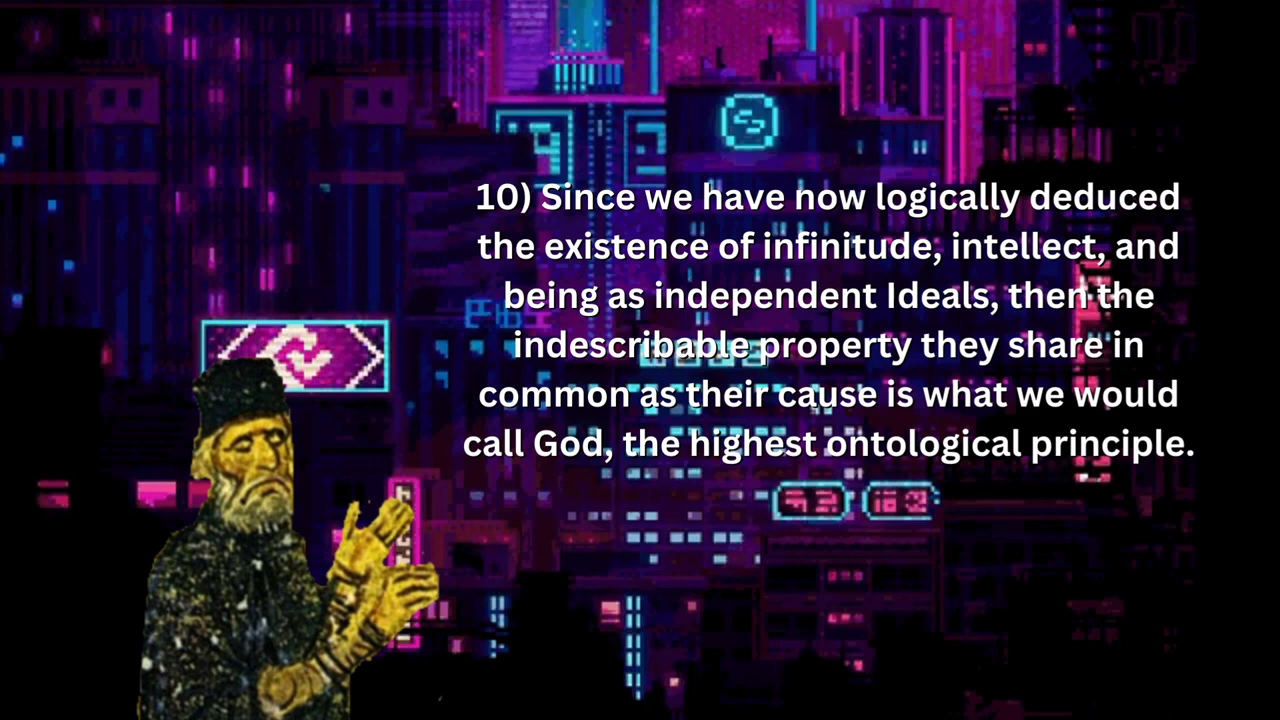 10) Since we have now logically deduced
the existence of infinitude, intellect, and
being as independent Ideals, then the
indescribable property they share in
common as their cause is what we would
call God, the highest ontological principle.